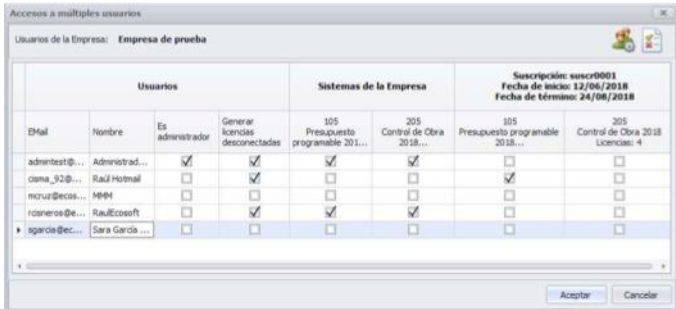 Accesos a múltiples usuarios
Usuarios de la Empresa: Empresa de prueba
Usuarios
Sistemas de la Empresa
Suscripción: suscr0001
Fecha de inicio: 12/06/2018
Fecha de término: 24/08/2018
EMail
Nombre
Es
administrador
Generar
licencias
desconectadas
105
Presupuesto
programable 201...
205
Control de Obra
2018...
105
Presupuesto programable
2018...
205
Control de Obra 2018
Licencias: 4
admintest@... Administrad...
cisma_92@... Raúl Hotmail
mcruz@ecos... MMM
rcisneros@e... RaulEcosoft
sgarcia@ec... Sara García ...
Aceptar Cancelar